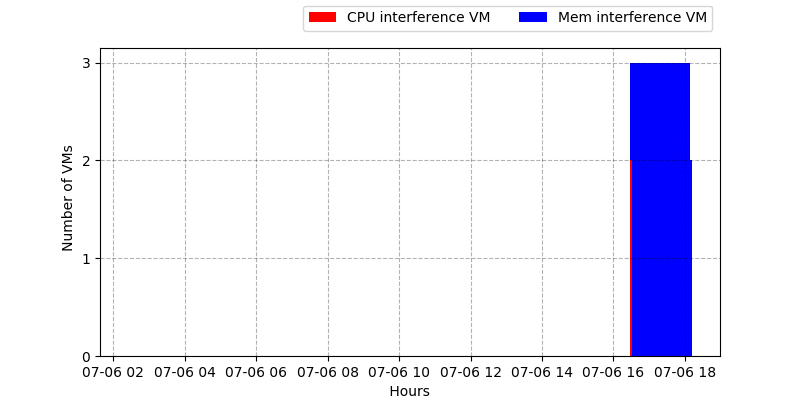 CPU interference VM Mem interference VM
3
2
1
0
Number of VMs
07-06 02 07-06 04 07-06 06 07-06 08 07-06 10 07-06 12 07-06 14 07-06 16 07-06 18
Hours